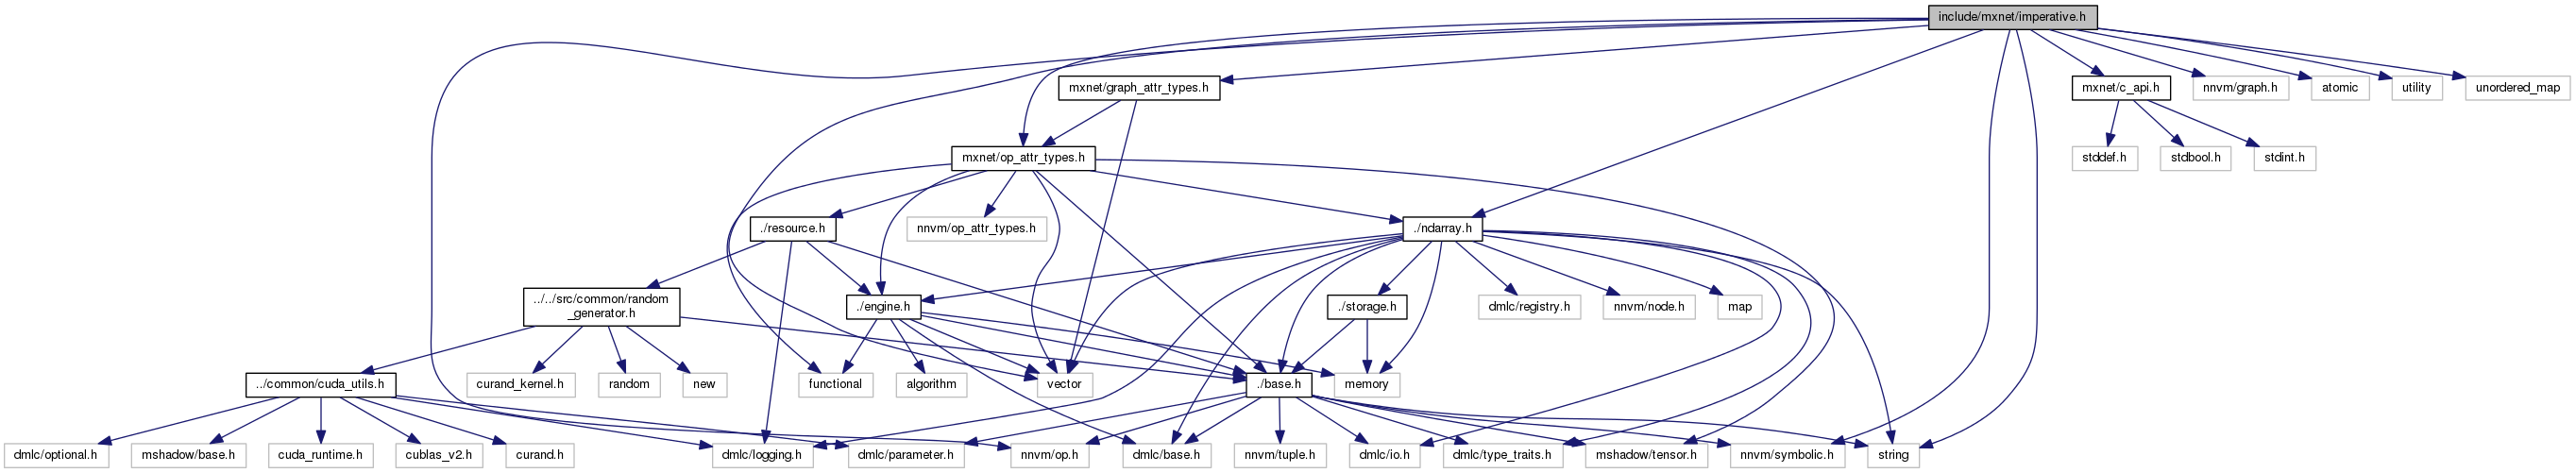 include/mxnet/imperative.h
mxnet/graph_attr_types.h
mxnet/c_api.h
nnvm/graph.h
atomic
utility
unordered_map
mxnet/op_attr_types.h
stddef.h
stdbool.h
stdint.h
./resource.h
nnvm/op_attr_types.h
./ndarray.h
../../src/common/random
_generator.h
./engine.h
./storage.h
dmlc/registry.h
nnvm/node.h
map
../common/cuda_utils.h
curand_kernel.h
random
new
functional
algorithm
vector
./base.h
memory
dmlc/optional.h
mshadow/base.h
cuda_runtime.h
cublas_v2.h
curand.h
dmlc/logging.h
dmlc/parameter.h
nnvm/op.h
dmlc/base.h
nnvm/tuple.h
dmlc/io.h
dmlc/type_traits.h
mshadow/tensor.h
nnvm/symbolic.h
string